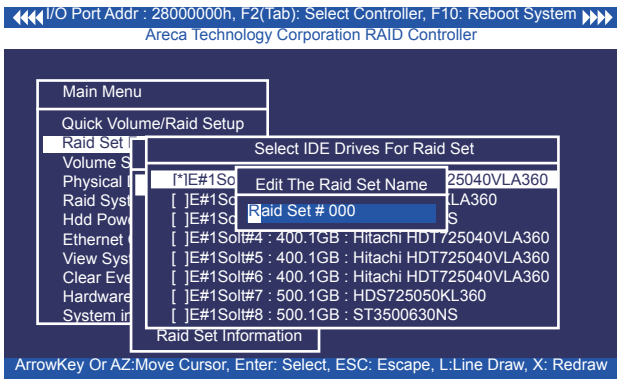 I/O Port Addr : 28000000h, F2(Tab): Select Controller, F10: Reboot System
Areca Technology Corporation RAID Controller
Main Menu
Quick Volume/Raid Setup
Raid Set
Volume S
Physical
Raid Syst
Hdd Pow
Ethernet
View Sys
Clear Eve
Hardware
System in
Select IDE Drives For Raid Set
[*]E#1So 25040VLA360
[ ]E#1So LA360
[ ]E#1So S
[ ]E#1Solt#4 : 400.1GB : Hitachi HDT725040VLA360
[ ]E#1Solt#5 : 400.1GB : Hitachi HDT725040VLA360
[ ]E#1Solt#6 : 400.1GB : Hitachi HDT725040VLA360
[ ]E#1Solt#7 : 500.1GB : HDS725050KL360
[ ]E#1Solt#8 : 500.1GB : ST3500630NS
Edit The Raid Set Name
Raid Set # 000
Raid Set Information
ArrowKey Or AZ:Move Cursor, Enter: Select, ESC: Escape, L:Line Draw, X: Redraw